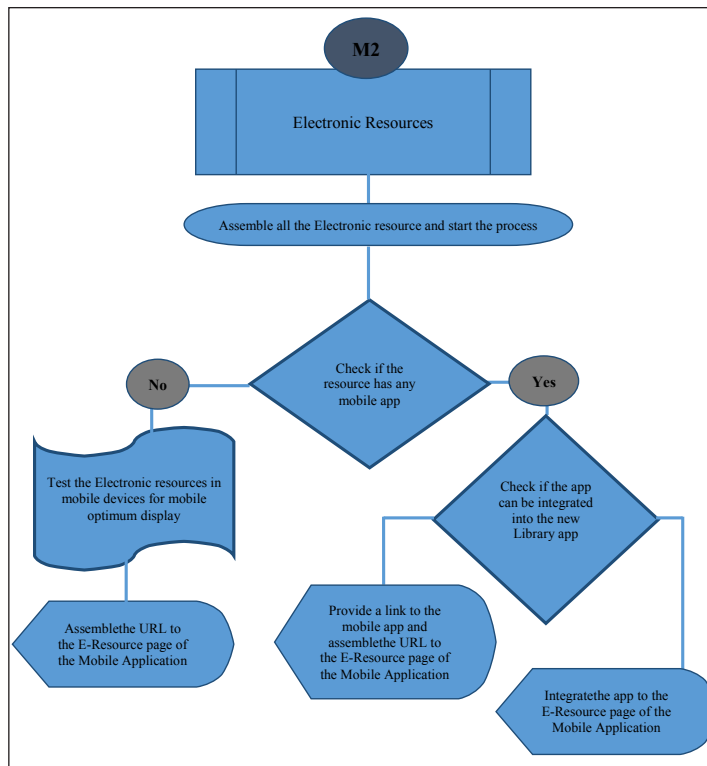 M2
Electronic Resources
Assemble all the Electronic resource and start the process
Check if the
resource has any
mobile app
No
Yes
Test the Electronic resources in
mobile devices for mobile
optimum display
Check if the app
can be integrated
into the new
Library app
Assemblethe URL to
the E-Resource page of
the Mobile Application
Provide a link to the
mobile app and
assemblethe URL to
the E-Resource page of
the Mobile Application
Integratethe app to the
E-Resource page of the
Mobile Application